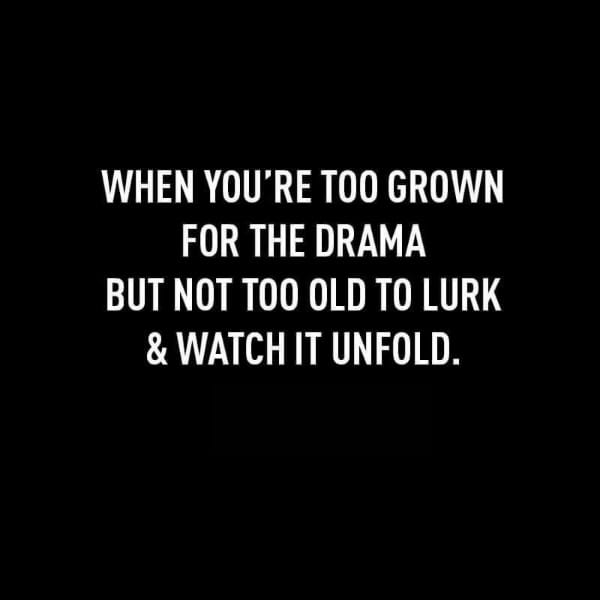 WHEN YOU'RE TOO GROWN
FOR THE DRAMA
BUT NOT TOO OLD TO LURK
& WATCH IT UNFOLD.